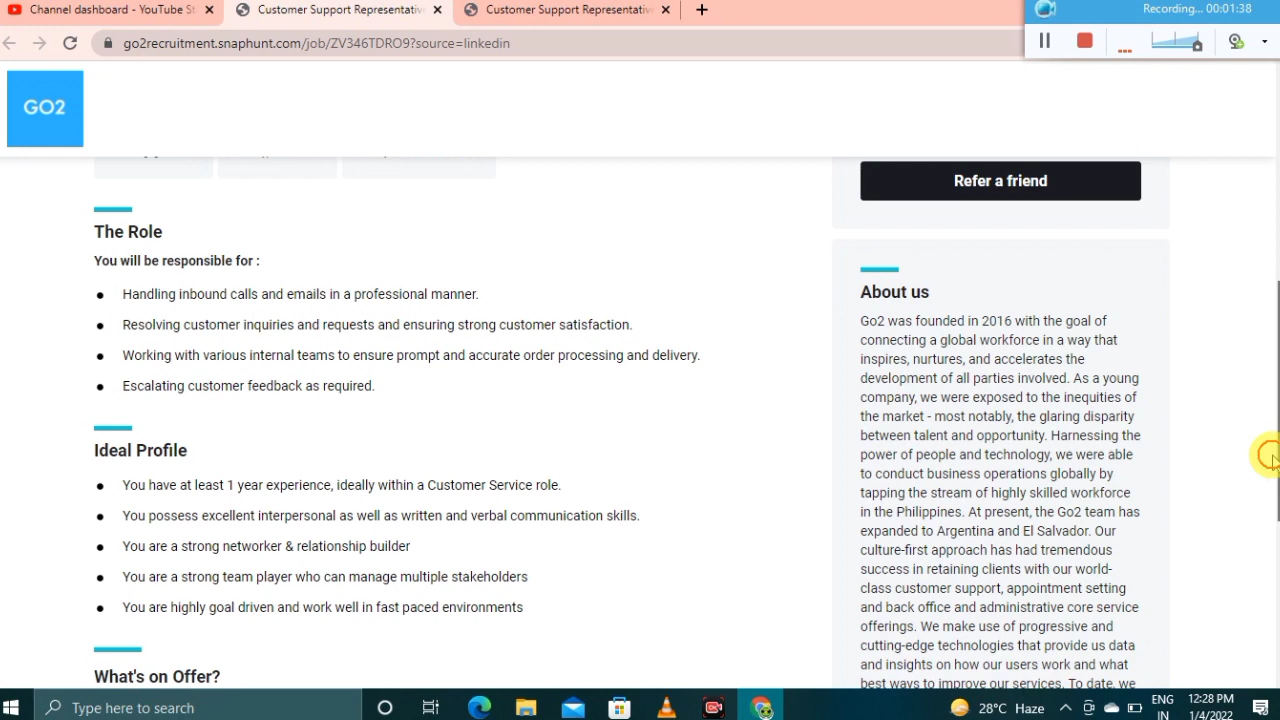 Channel dashboard - YouTube St
Customer Support Representative
Customer Support Representative
Recording... 00:01:38
go2recruitment.snaphunt.com/job/ZV346TDRO9?source=linkedin
GO2
Refer a friend
The Role
You will be responsible for :
Handling inbound calls and emails in a professional manner.
Resolving customer inquiries and requests and ensuring strong customer satisfaction.
Working with various internal teams to ensure prompt and accurate order processing and delivery.
Escalating customer feedback as required.
Ideal Profile
You have at least 1 year experience, ideally within a Customer Service role.
You possess excellent interpersonal as well as written and verbal communication skills.
You are a strong networker & relationship builder
You are a strong team player who can manage multiple stakeholders
You are highly goal driven and work well in fast paced environments
What's on Offer?
About us
Go2 was founded in 2016 with the goal of
connecting a global workforce in a way that
inspires, nurtures, and accelerates the
development of all parties involved. As a young
company, we were exposed to the inequities of
the market - most notably, the glaring disparity
between talent and opportunity. Harnessing the
power of people and technology, we were able
to conduct business operations globally by
tapping the stream of highly skilled workforce
in the Philippines. At present, the Go2 team has
expanded to Argentina and El Salvador. Our
culture-first approach has had tremendous
success in retaining clients with our world-
class customer support, appointment setting
and back office and administrative core service
offerings. We make use of progressive and
cutting-edge technologies that provide us data
and insights on how our users work and what
best ways to improve our services. To date, we
Type here to search
28°C Haze
ENG
IN
12:28 PM
1/4/2022